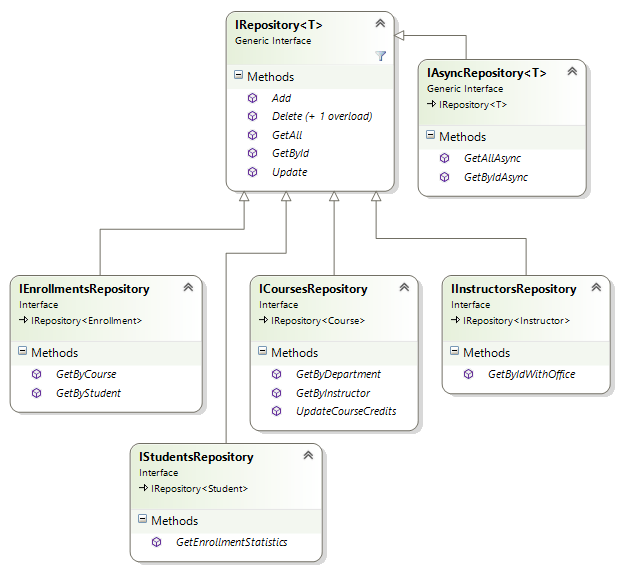 IRepository<T>
Generic Interface
Methods
Add
Delete (+ 1 overload)
GetAll
GetById
Update
IAsyncRepository<T>
Generic Interface
IRepository<T>
Methods
GetAllAsync
GetByIdAsync
IEnrollmentsRepository
Interface
IRepository<Enrollment>
Methods
GetByCourse
GetByStudent
ICoursesRepository
Interface
IRepository<Course>
Methods
GetByDepartment
GetByInstructor
UpdateCourseCredits
IInstructorsRepository
Interface
IRepository<Instructor>
Methods
GetByIdWithOffice
IStudentsRepository
Interface
IRepository<Student>
Methods
GetEnrollmentStatistics